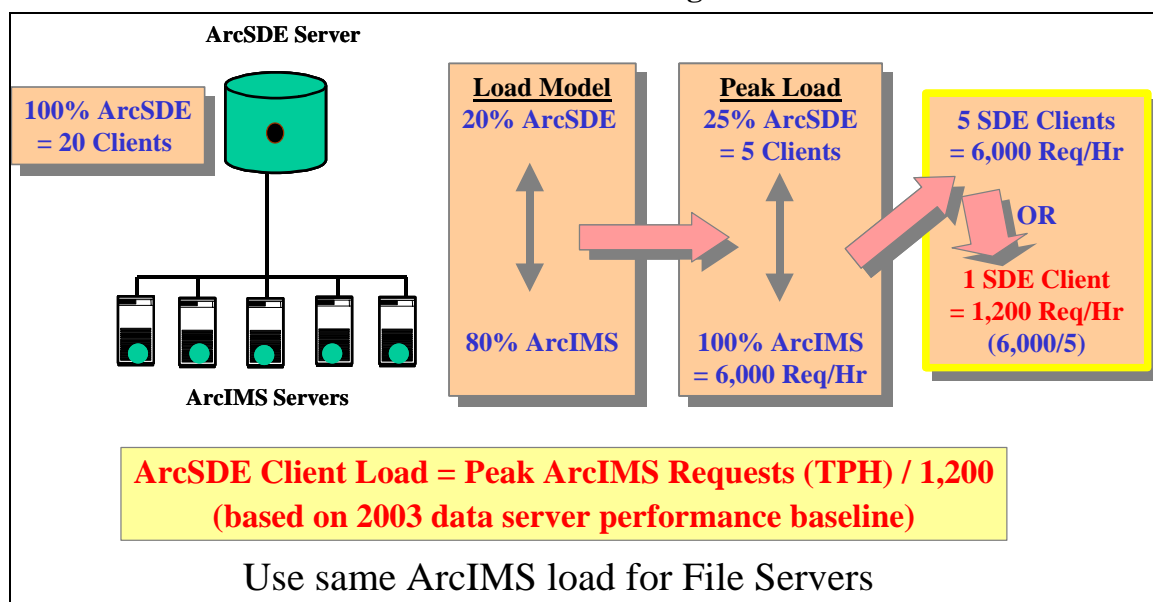 ArcSDE Server
100% ArcSDE
= 20 Clients
ArcIMS Servers
Load Model
20% ArcSDE
80% ArcIMS
Peak Load
25% ArcSDE
= 5 Clients
100% ArcIMS
= 6,000 Req/Hr
5 SDE Clients
= 6,000 Req/Hr
OR
1 SDE Client
= 1,200 Req/Hr
(6,000/5)
ArcSDE Client Load = Peak ArcIMS Requests (TPH) / 1,200
(based on 2003 data server performance baseline)
Use same ArcIMS load for File Servers